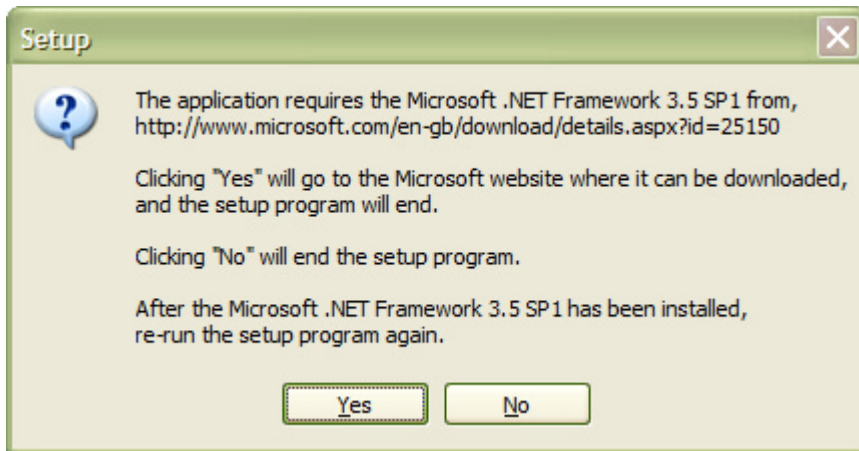 Setup
The application requires the Microsoft .NET Framework 3.5 SP1 from,
http://www.microsoft.com/en-gb/download/details.aspx?id=25150
Clicking "Yes" will go to the Microsoft website where it can be downloaded,
and the setup program will end.
Clicking "No" will end the setup program.
After the Microsoft .NET Framework 3.5 SP1 has been installed,
re-run the setup program again.
Yes
No